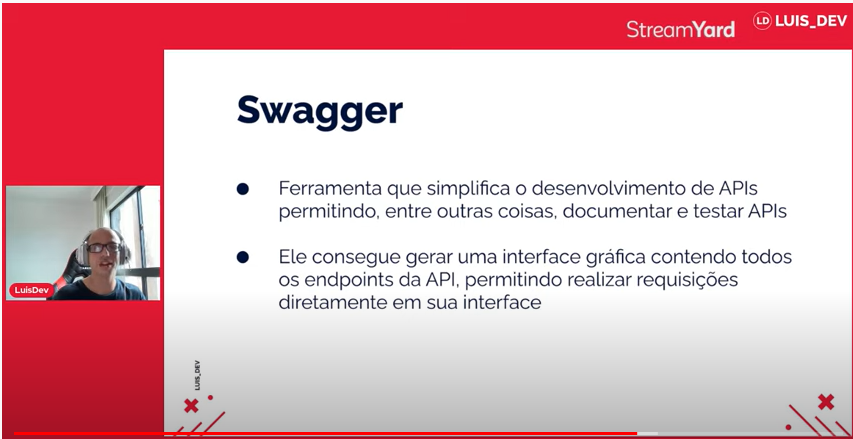 StreamYard
LD LUIS_DEV
Swagger
Ferramenta que simplifica o desenvolvimento de APIs
permitindo, entre outras coisas, documentar e testar APIs
Ele consegue gerar uma interface gráfica contendo todos
os endpoints da API, permitindo realizar requisições
diretamente em sua interface
LuisDev
LUIS_DEV